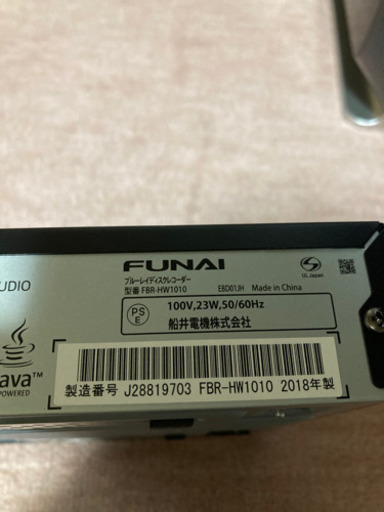 FUNAI
ブルーレイディスクレコーダー
型番 FBR-HW1010 EBD01JH Made in China
UL Japan
UDIO
PS E
100V,23W,50/60Hz
船井電機株式会社
ava™
POWERED
製造番号 J28819703 FBR-HW1010 2018年製